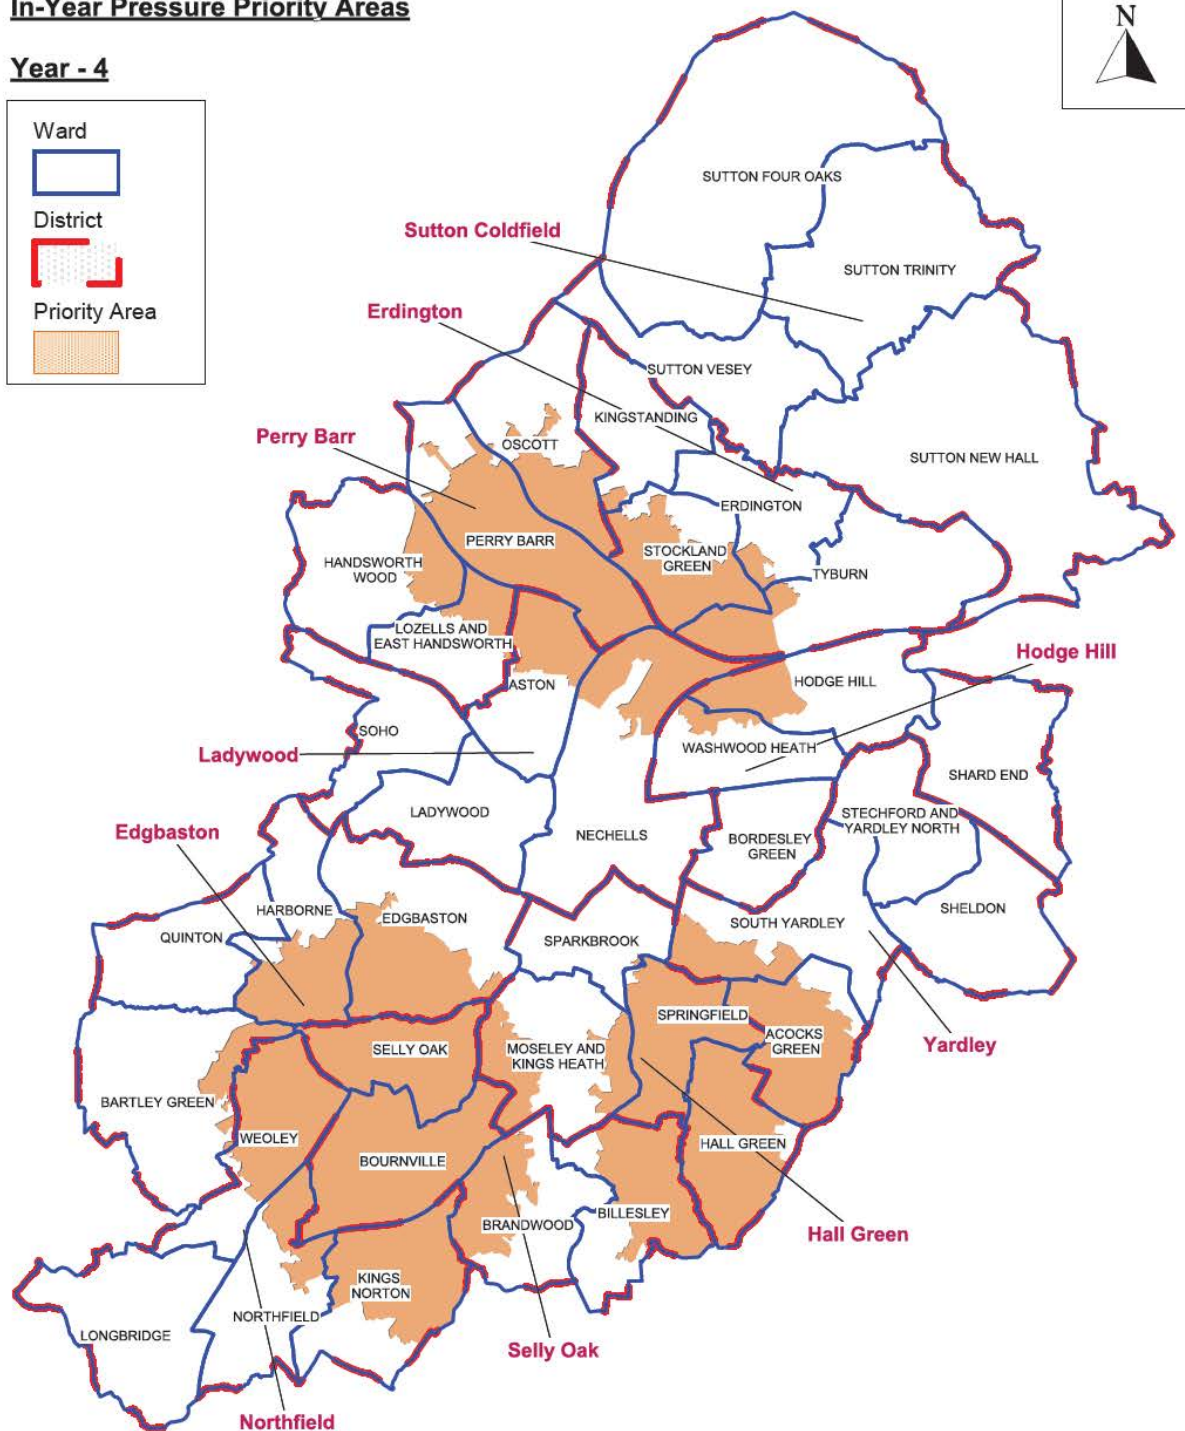 In-Year Pressure Priority Areas
N
Year - 4
Ward
District
Priority Area
SUTTON FOUR OAKS
Sutton Coldfield
SUTTON TRINITY
Erdington
SUTTON VESEY
KINGSTANDING
Perry Barr
OSCOTT
SUTTON NEW HALL
ERDINGTON
PERRY BARR
STOCKLAND
GREEN
HANDSWORTH
WOOD
TYBURN
LOZELLS AND
EAST HANDSWORTH
Hodge Hill
ASTON
HODGE HILL
SOHO
WASHWOOD HEATH
Ladywood
SHARD END
LADYWOOD
STECHFORD AND
YARDLEY NORTH
Edgbaston
NECHELLS
BORDESLEY
GREEN
HARBORNE
EDGBASTON
SHELDON
QUINTON
SPARKBROOK
SOUTH YARDLEY
SPRINGFIELD
ACOCKS
GREEN
SELLY OAK
MOSELEY AND
KINGS HEATH
Yardley
BARTLEY GREEN
WEOLEY
HALL GREEN
BOURNVILLE
BRANDWOOD
BILLESLEY
Hall Green
KINGS
NORTON
NORTHFIELD
LONGBRIDGE
Selly Oak
Northfield